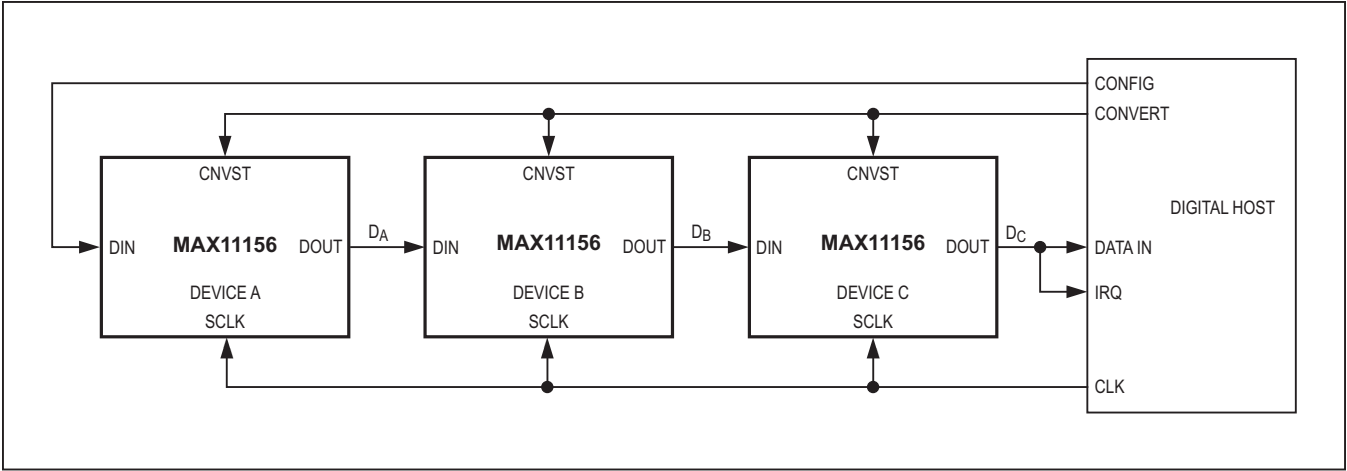 CONFIG
CONVERT
CNVST
CNVST
CNVST
DIGITAL HOST
DIN
MAX11156
DOUT
DA
DIN
MAX11156
DOUT
DB
DIN
MAX11156
DOUT
DC
DATA IN
DEVICE A
DEVICE B
DEVICE C
IRQ
SCLK
SCLK
SCLK
CLK